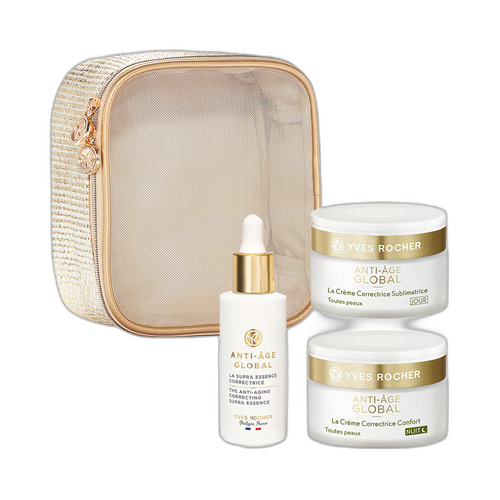 YVES ROCHER
ANTI-ÂGE
GLOBAL
La Crème Correctrice Sublimatrice
Toutes peaux
JOUR
ANTI-ÂGE
GLOBAL
LA SUPRA ESSENCE
CORRECTRICE
THE ANTI-AGING
CORRECTING
SUPRA ESSENCE
YVES ROCHER
Bretagne, France
YVES ROCHER
ANTI-ÂGE
GLOBAL
La Crème Correctrice Confort
Toutes peaux
NUIT